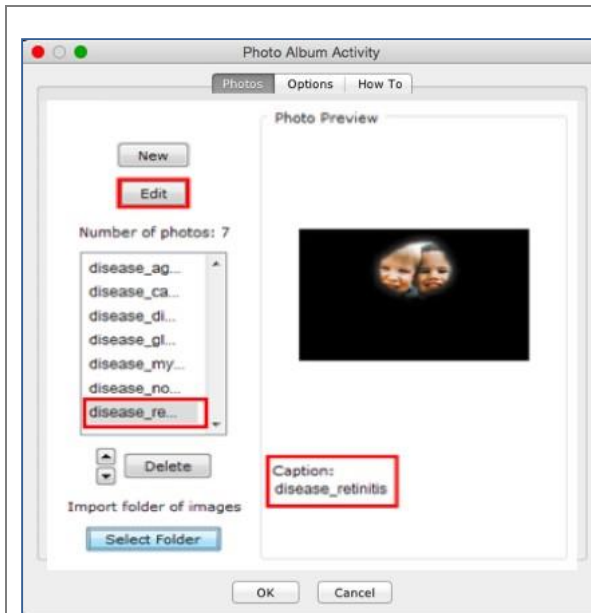 Photo Album Activity
Photos Options How To
Photo Preview
New
Edit
Number of photos: 7
disease_ag...
disease_ca...
disease_di...
disease_gl...
disease_my...
disease_no...
disease_re...
Delete
Caption:
disease_retinitis
Import folder of images
Select Folder
OK Cancel